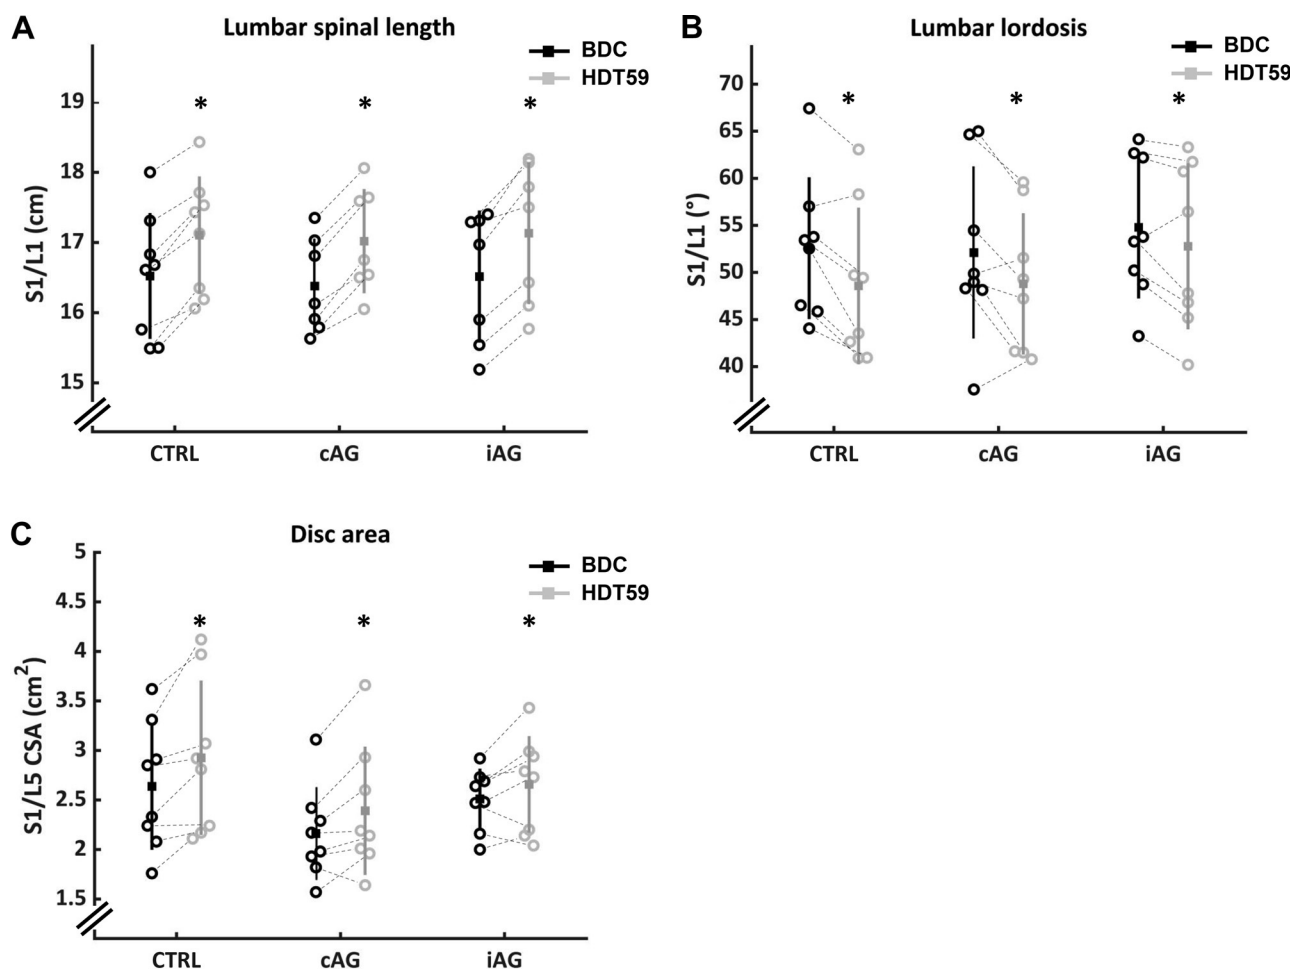 A
Lumbar spinal length
BDC
HDT59
19
18
17
16
15
S1/L1 (cm)
* * *
CTRL cAG iAG
B
Lumbar lordosis
BDC
HDT59
70
65
60
55
50
45
40
S1/L1 (°)
* * *
CTRL cAG iAG
C
Disc area
BDC
HDT59
5
4.5
4
3.5
3
2.5
2
1.5
S1/L5 CSA (cm²)
* * *
CTRL cAG iAG